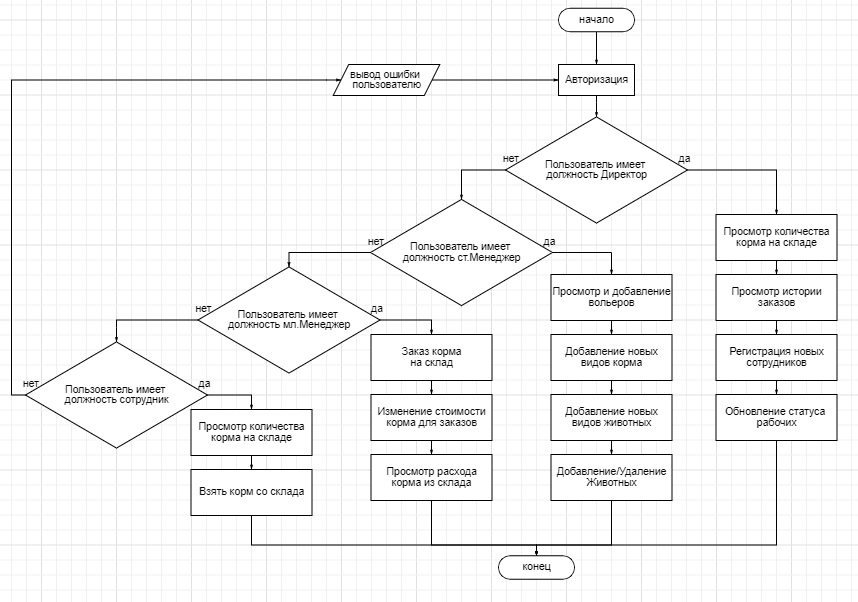 начало
вывод ошибки
пользователю
Авторизация
нет
да
Пользователь имеет
должность Директор
нет
да
Пользователь имеет
должность ст.Менеджер
Просмотр количества
корма на складе
нет
да
Пользователь имеет
должность мл.Менеджер
Просмотр и добавление
вольеров
Просмотр истории
заказов
Заказ корма
на склад
Добавление новых
видов корма
Регистрация новых
сотрудников
нет
да
Пользователь имеет
должность сотрудник
Просмотр количества
корма на складе
Изменение стоимости
корма для заказов
Добавление новых
видов животных
Обновление статуса
рабочих
Взять корм со склада
Просмотр расхода
корма из склада
Добавление/Удаление
Животных
конец